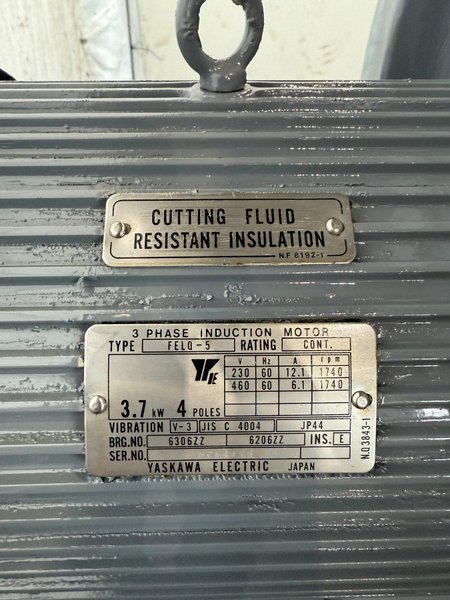 CUTTING FLUID
RESISTANT INSULATION
N.F 8192-1
3 PHASE INDUCTION MOTOR
TYPE FELQ-5 RATING CONT.
V Hz A rpm
230 60 12.1 1740
460 60 6.1 1740
3.7 kW 4 POLES
VIBRATION V-3 JIS C 4004 JP44
BRG.NO. 6306ZZ 6206ZZ INS. E
SER.NO.
YASKAWA ELECTRIC JAPAN
N.Q3843-1